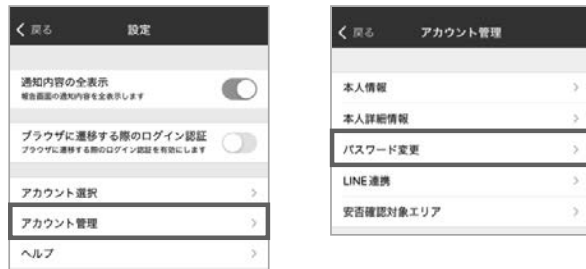 戻る 設定
通知内容の全表示
報告画面の通知内容を全表示します
ブラウザに遷移する際のログイン認証
ブラウザに遷移する際のログイン認証を有効にします
アカウント選択
アカウント管理
ヘルプ
戻る アカウント管理
本人情報
本人詳細情報
パスワード変更
LINE連携
安否確認対象エリア